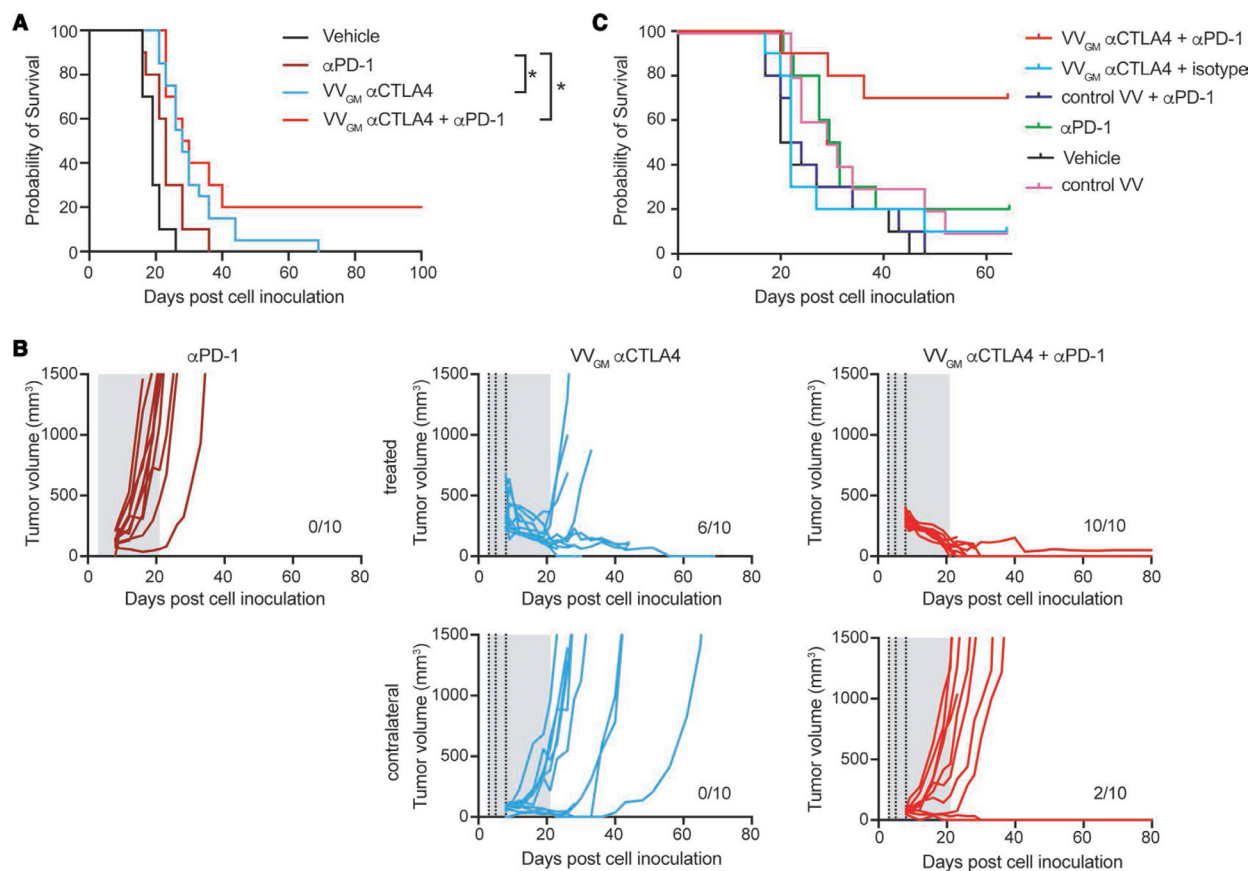 A
Probability of Survival
100
80
60
40
20
0
0 20 40 60 80 100
Days post cell inoculation
Vehicle
αPD-1
VVGM αCTLA4
VVGM αCTLA4 + αPD-1
*
*
C
Probability of Survival
100
80
60
40
20
0
0 20 40 60
Days post cell inoculation
VVGM αCTLA4 + αPD-1
VVGM αCTLA4 + isotype
control VV + αPD-1
αPD-1
Vehicle
control VV
B
αPD-1
Tumor volume (mm³)
1500
1000
500
0
0/10
0 20 40 60 80
Days post cell inoculation
VVGM αCTLA4
treated
Tumor volume (mm³)
1500
1000
500
0
6/10
0 20 40 60 80
Days post cell inoculation
VVGM αCTLA4 + αPD-1
Tumor volume (mm³)
1500
1000
500
0
10/10
0 20 40 60 80
Days post cell inoculation
contralateral
Tumor volume (mm³)
1500
1000
500
0
0/10
0 20 40 60 80
Days post cell inoculation
Tumor volume (mm³)
1500
1000
500
0
2/10
0 20 40 60 80
Days post cell inoculation